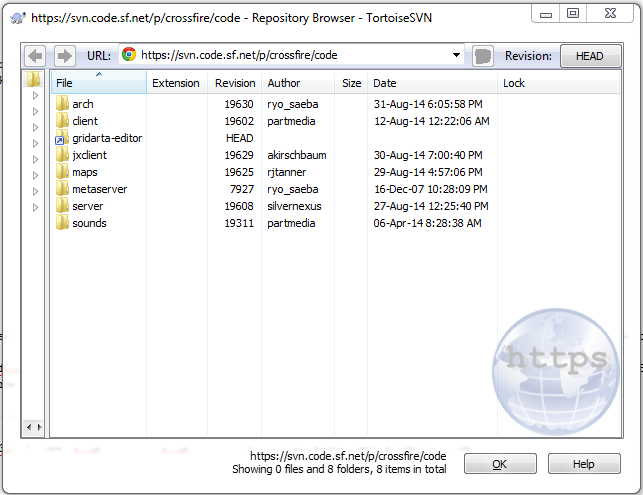 https://svn.code.sf.net/p/crossfire/code - Repository Browser - TortoiseSVN
URL: https://svn.code.sf.net/p/crossfire/code Revision: HEAD
File Extension Revision Author Size Date Lock
arch 19630 ryo_saeba 31-Aug-14 6:05:58 PM
client 19602 partmedia 12-Aug-14 12:22:06 AM
gridarta-editor HEAD
jxclient 19629 akirschbaum 30-Aug-14 7:00:40 PM
maps 19625 rjtanner 29-Aug-14 4:57:06 PM
metaserver 7927 ryo_saeba 16-Dec-07 10:28:09 PM
server 19608 silvernexus 27-Aug-14 12:25:40 PM
sounds 19311 partmedia 06-Apr-14 8:28:38 AM
https
https://svn.code.sf.net/p/crossfire/code
Showing 0 files and 8 folders, 8 items in total
OK Help